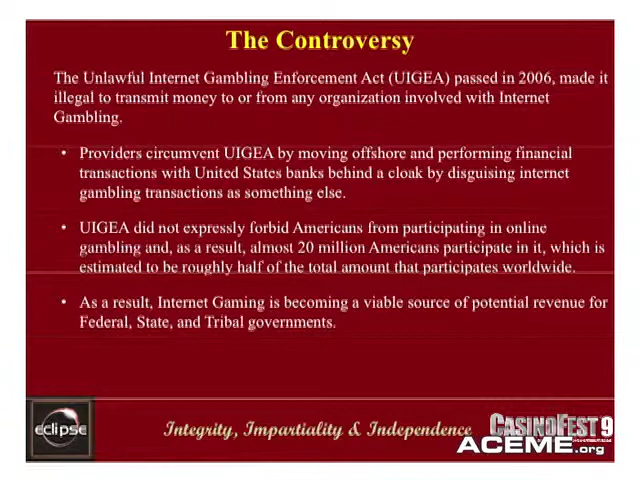 The Controversy
The Unlawful Internet Gambling Enforcement Act (UIGEA) passed in 2006, made it
illegal to transmit money to or from any organization involved with Internet
Gambling.
• Providers circumvent UIGEA by moving offshore and performing financial
transactions with United States banks behind a cloak by disguising internet
gambling transactions as something else.
• UIGEA did not expressly forbid Americans from participating in online
gambling and, as a result, almost 20 million Americans participate in it, which is
estimated to be roughly half of the total amount that participates worldwide.
• As a result, Internet Gaming is becoming a viable source of potential revenue for
Federal, State, and Tribal governments.
eclipse
Integrity, Impartiality & Independence
CASINOFEST 9
ACEME.org